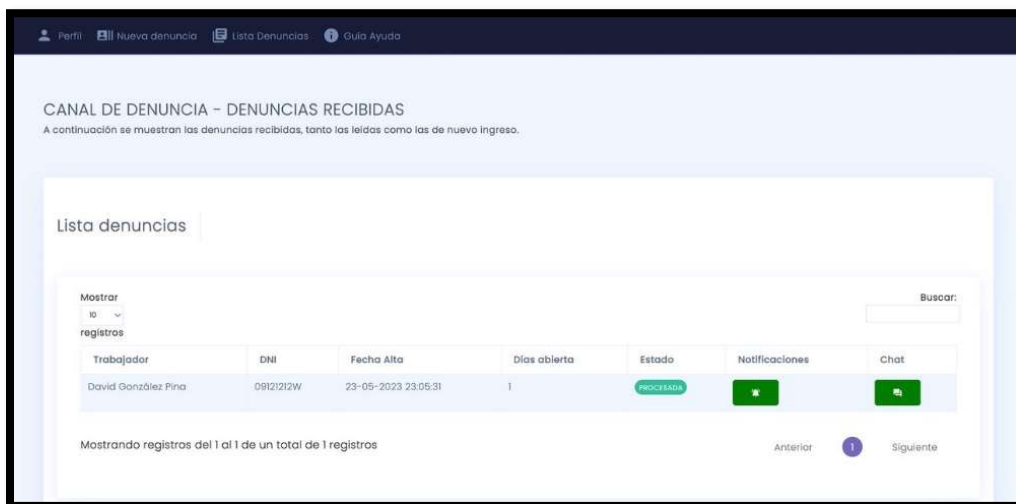 Perfil Nueva denuncia Lista Denuncias Guía Ayuda
CANAL DE DENUNCIA - DENUNCIAS RECIBIDAS
A continuación se muestran las denuncias recibidas, tanto las leídas como las de nuevo ingreso.
Lista denuncias
Mostrar
10
registros
Buscar:
Trabajador DNI Fecha Alta Días abierta Estado Notificaciones Chat
David González Pina 09121212W 23-05-2023 23:05:31 1 PROCESADA
Mostrando registros del 1 al 1 de un total de 1 registros
Anterior 1 Siguiente